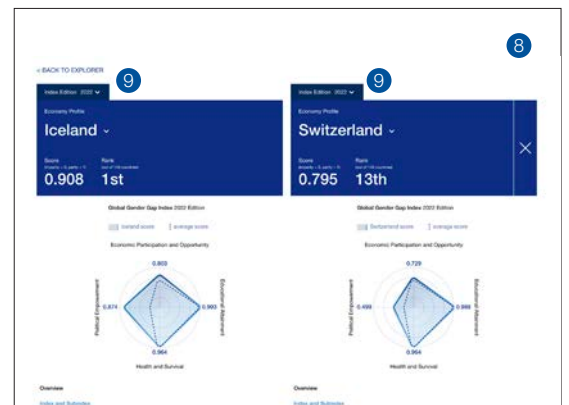 8
< BACK TO EXPLORER
9
9
Index Edition 2022
Economy Profile
Iceland
Score
Rank
0.908
1st
Index Edition 2022
Economy Profile
Switzerland
Score
Rank
0.795
13th
Global Gender Gap Index 2022 Edition
Iceland score
average score
Economic Participation and Opportunity
0.803
Political Empowerment
0.874
0.993
Educational Attainment
0.964
Health and Survival
Overview
Index and Subindex
Global Gender Gap Index 2022 Edition
Switzerland score
average score
Economic Participation and Opportunity
0.729
Political Empowerment
0.499
Educational Attainment
0.964
Health and Survival
Overview
Index and Subindex